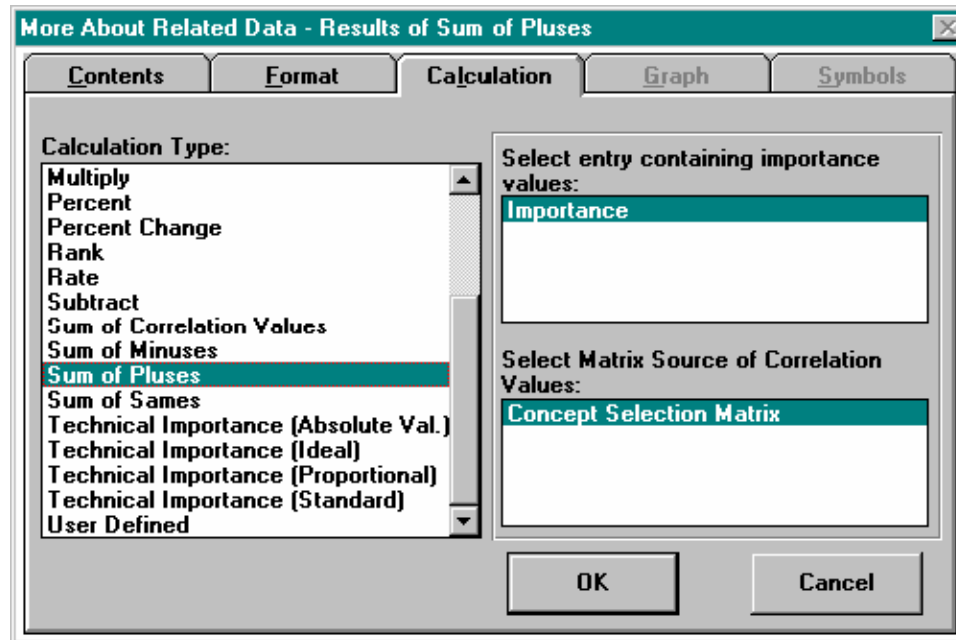 More About Related Data - Results of Sum of Pluses
Contents
Format
Calculation
Graph
Symbols
Calculation Type:
Multiply
Percent
Percent Change
Rank
Rate
Subtract
Sum of Correlation Values
Sum of Minuses
Sum of Pluses
Sum of Sames
Technical Importance (Absolute Val.)
Technical Importance (Ideal)
Technical Importance (Proportional)
Technical Importance (Standard)
User Defined
Select entry containing importance
values:
Importance
Select Matrix Source of Correlation
Values:
Concept Selection Matrix
OK
Cancel